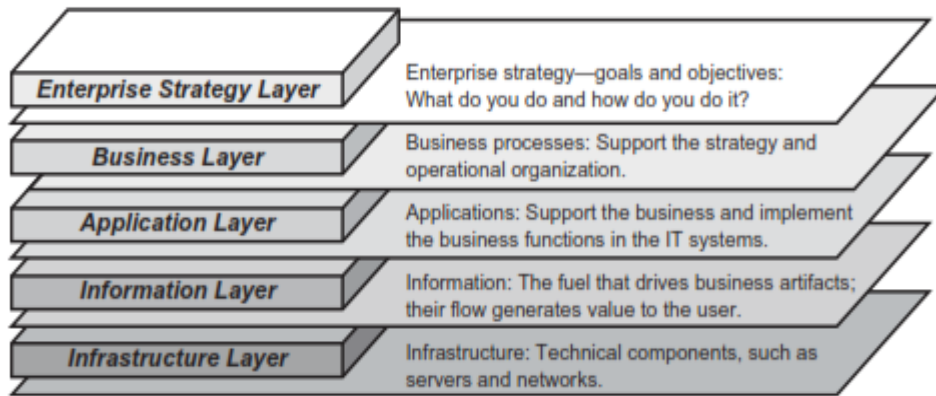 Enterprise Strategy Layer
Enterprise strategy—goals and objectives:
What do you do and how do you do it?
Business Layer
Business processes: Support the strategy and
operational organization.
Application Layer
Applications: Support the business and implement
the business functions in the IT systems.
Information Layer
Information: The fuel that drives business artifacts;
their flow generates value to the user.
Infrastructure Layer
Infrastructure: Technical components, such as
servers and networks.